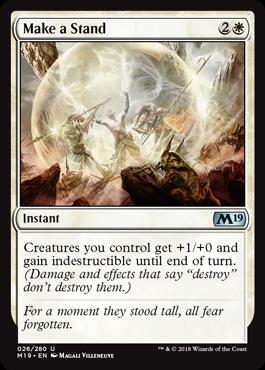 Make a Stand 2
Instant M19
Creatures you control get +1/+0 and
gain indestructible until end of turn.
(Damage and effects that say “destroy”
don’t destroy them.)
For a moment they stood tall, all fear
forgotten.
026/280 U
M19 • EN MAGALI VILLENEUVE ™ & © 2018 Wizards of the Coast